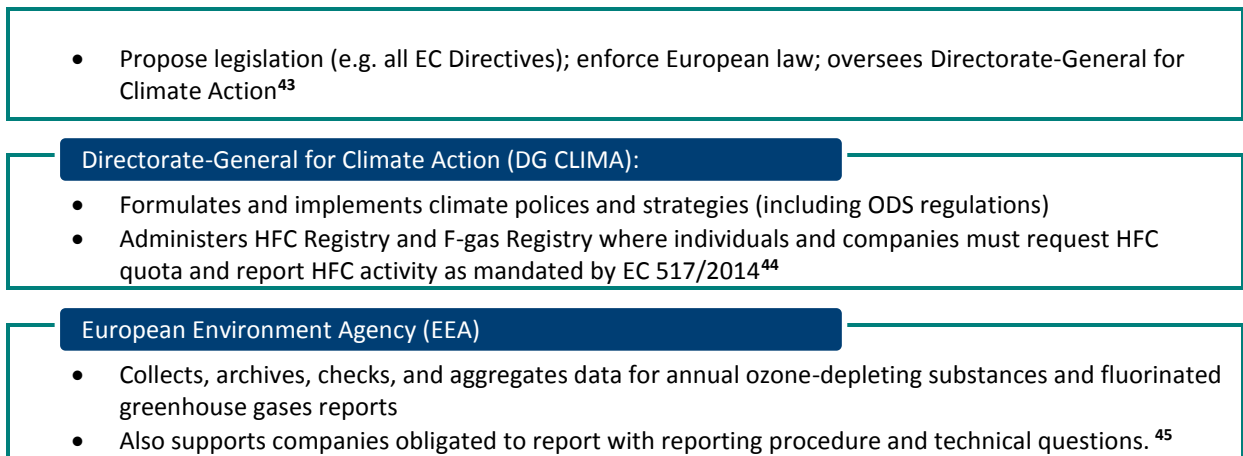 • Propose legislation (e.g. all EC Directives); enforce European law; oversees Directorate-General for
Climate Action43
Directorate-General for Climate Action (DG CLIMA):
• Formulates and implements climate polices and strategies (including ODS regulations)
• Administers HFC Registry and F-gas Registry where individuals and companies must request HFC
quota and report HFC activity as mandated by EC 517/201444
European Environment Agency (EEA)
• Collects, archives, checks, and aggregates data for annual ozone-depleting substances and fluorinated
greenhouse gases reports
• Also supports companies obligated to report with reporting procedure and technical questions. 45